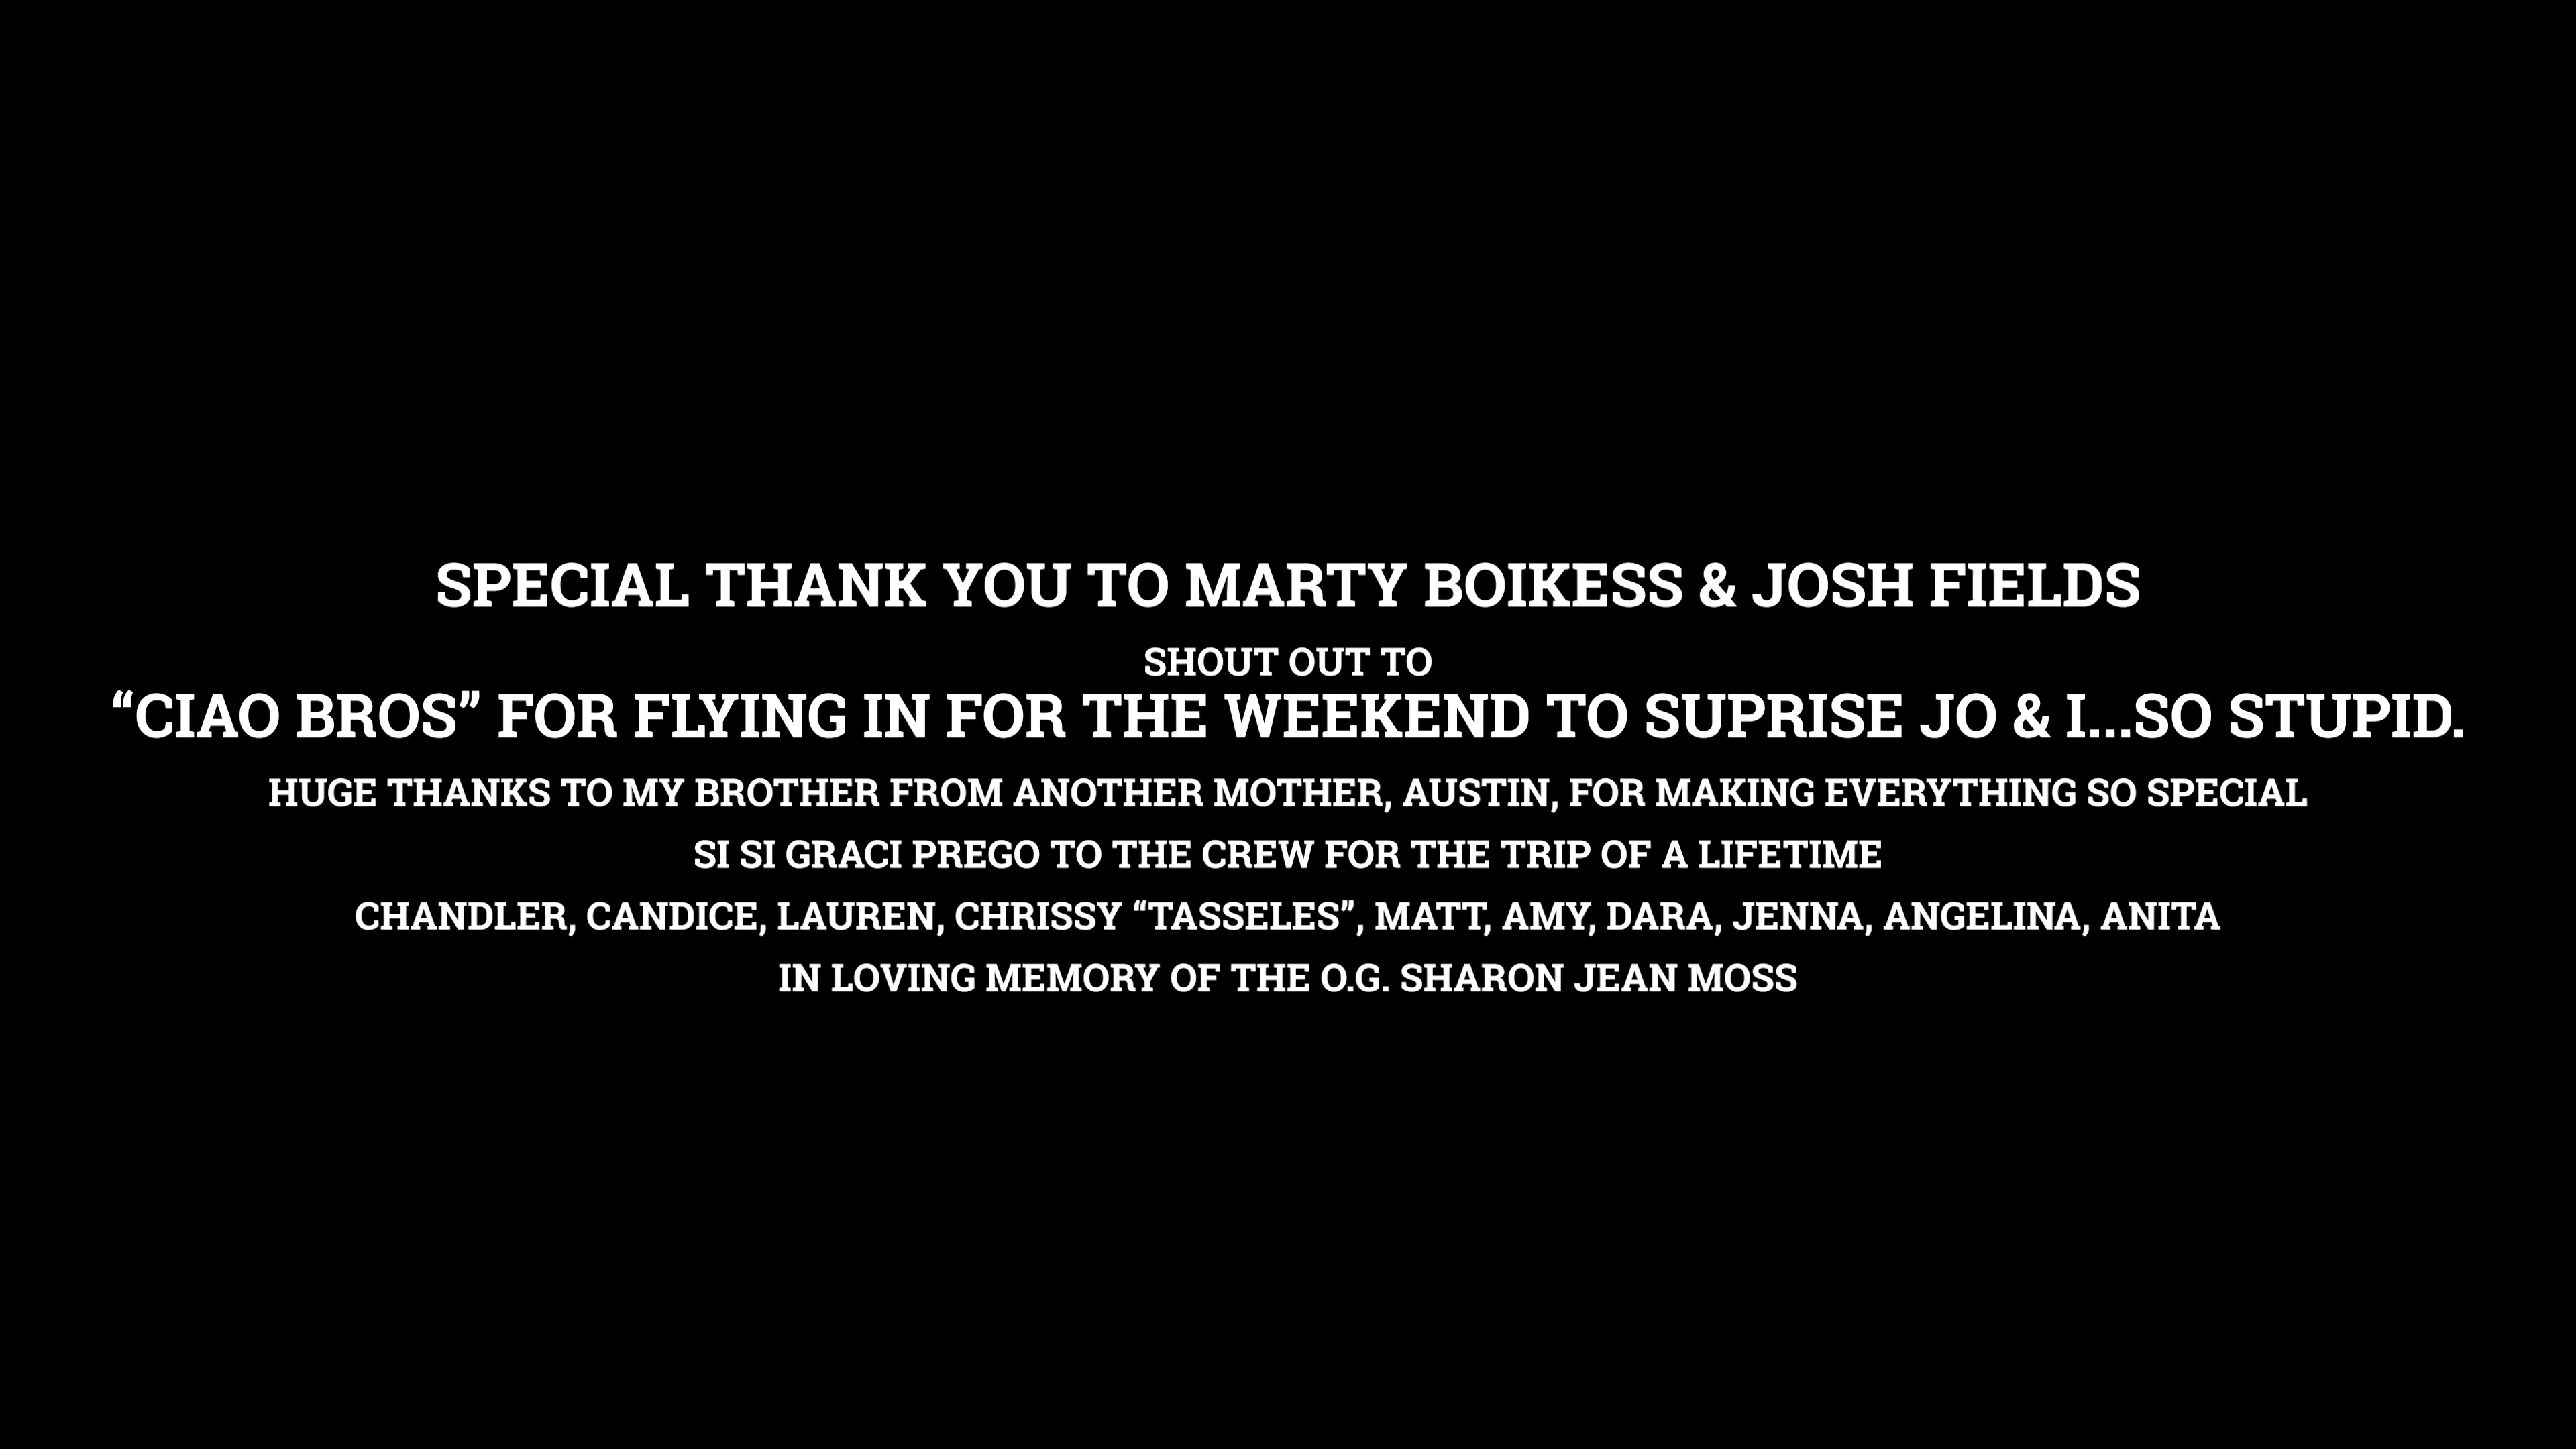 SPECIAL THANK YOU TO MARTY BOIKESS & JOSH FIELDS
SHOUT OUT TO
“CIAO BROS” FOR FLYING IN FOR THE WEEKEND TO SUPRISE JO & I...SO STUPID.
HUGE THANKS TO MY BROTHER FROM ANOTHER MOTHER, AUSTIN, FOR MAKING EVERYTHING SO SPECIAL
SI SI GRACI PREGO TO THE CREW FOR THE TRIP OF A LIFETIME
CHANDLER, CANDICE, LAUREN, CHRISSY “TASSELES”, MATT, AMY, DARA, JENNA, ANGELINA, ANITA
IN LOVING MEMORY OF THE O.G. SHARON JEAN MOSS